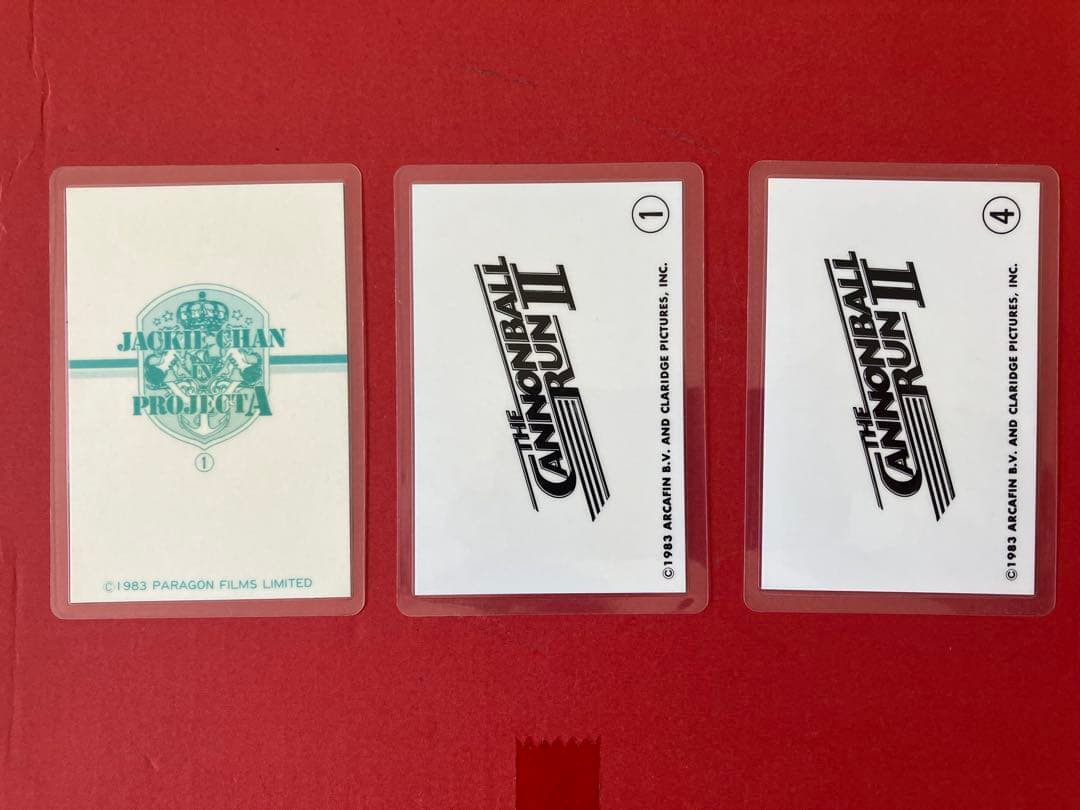 JACKIE CHAN
IN
PROJECT A
①
©1983 PARAGON FILMS LIMITED
①
THE
CANNONBALL
RUN II
©1983 ARCAFIN B.V. AND CLARIDGE PICTURES, INC.
④
THE
CANNONBALL
RUN II
©1983 ARCAFIN B.V. AND CLARIDGE PICTURES, INC.